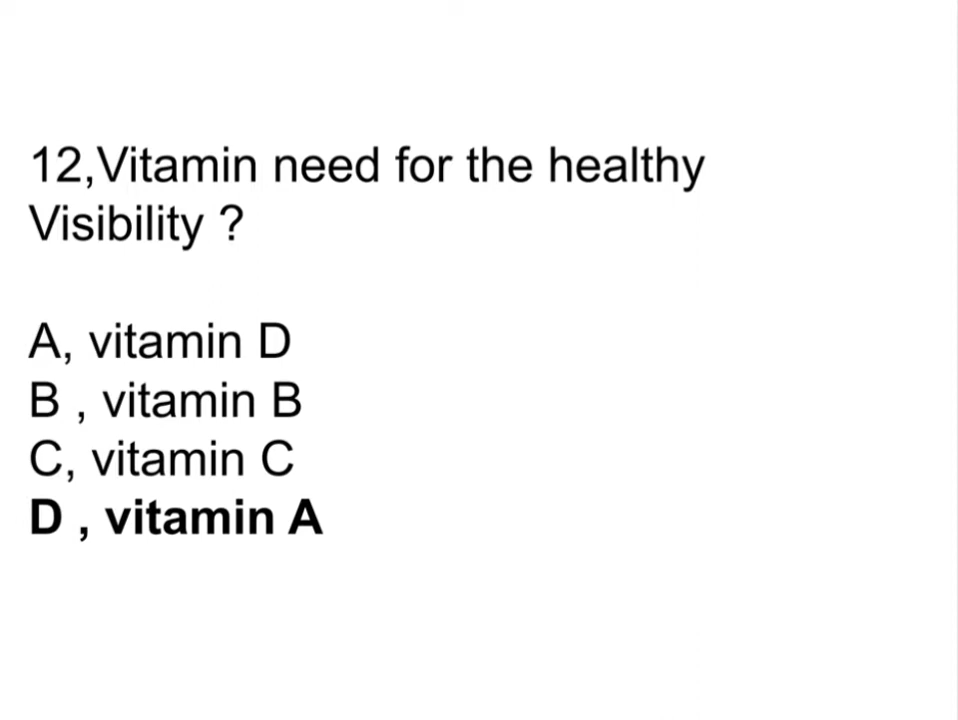 12,Vitamin need for the healthy
Visibility ?
A, vitamin D
B , vitamin B
C, vitamin C
D , vitamin A